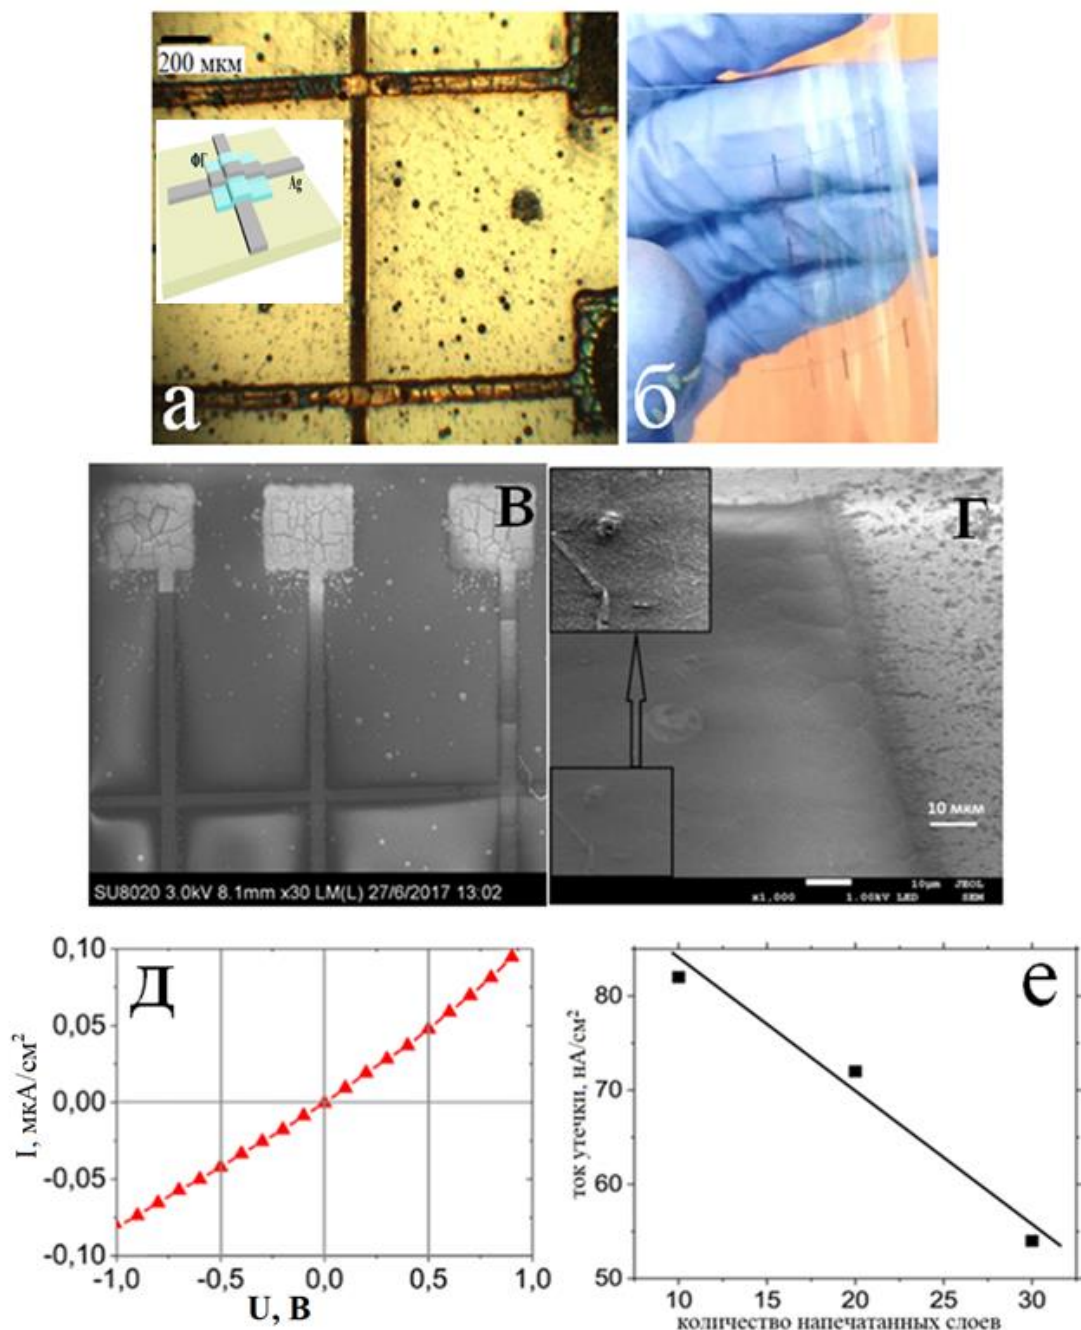 200 мкм
ФГ
Ag
а
б
В
Г
10 мкм
SU8020 3.0kV 8.1mm x30 LM(L) 27/6/2017 13:02
10µm JEOL
x1,000 1.00kV LED SEM
Д
I, мкА/см²
0,10
0,05
0,00
-0,05
-0,10
-1,0 -0,5 0,0 0,5 1,0
U, В
е
ток утечки, нА/см²
80
70
60
50
10 15 20 25 30
количество напечатанных слоев